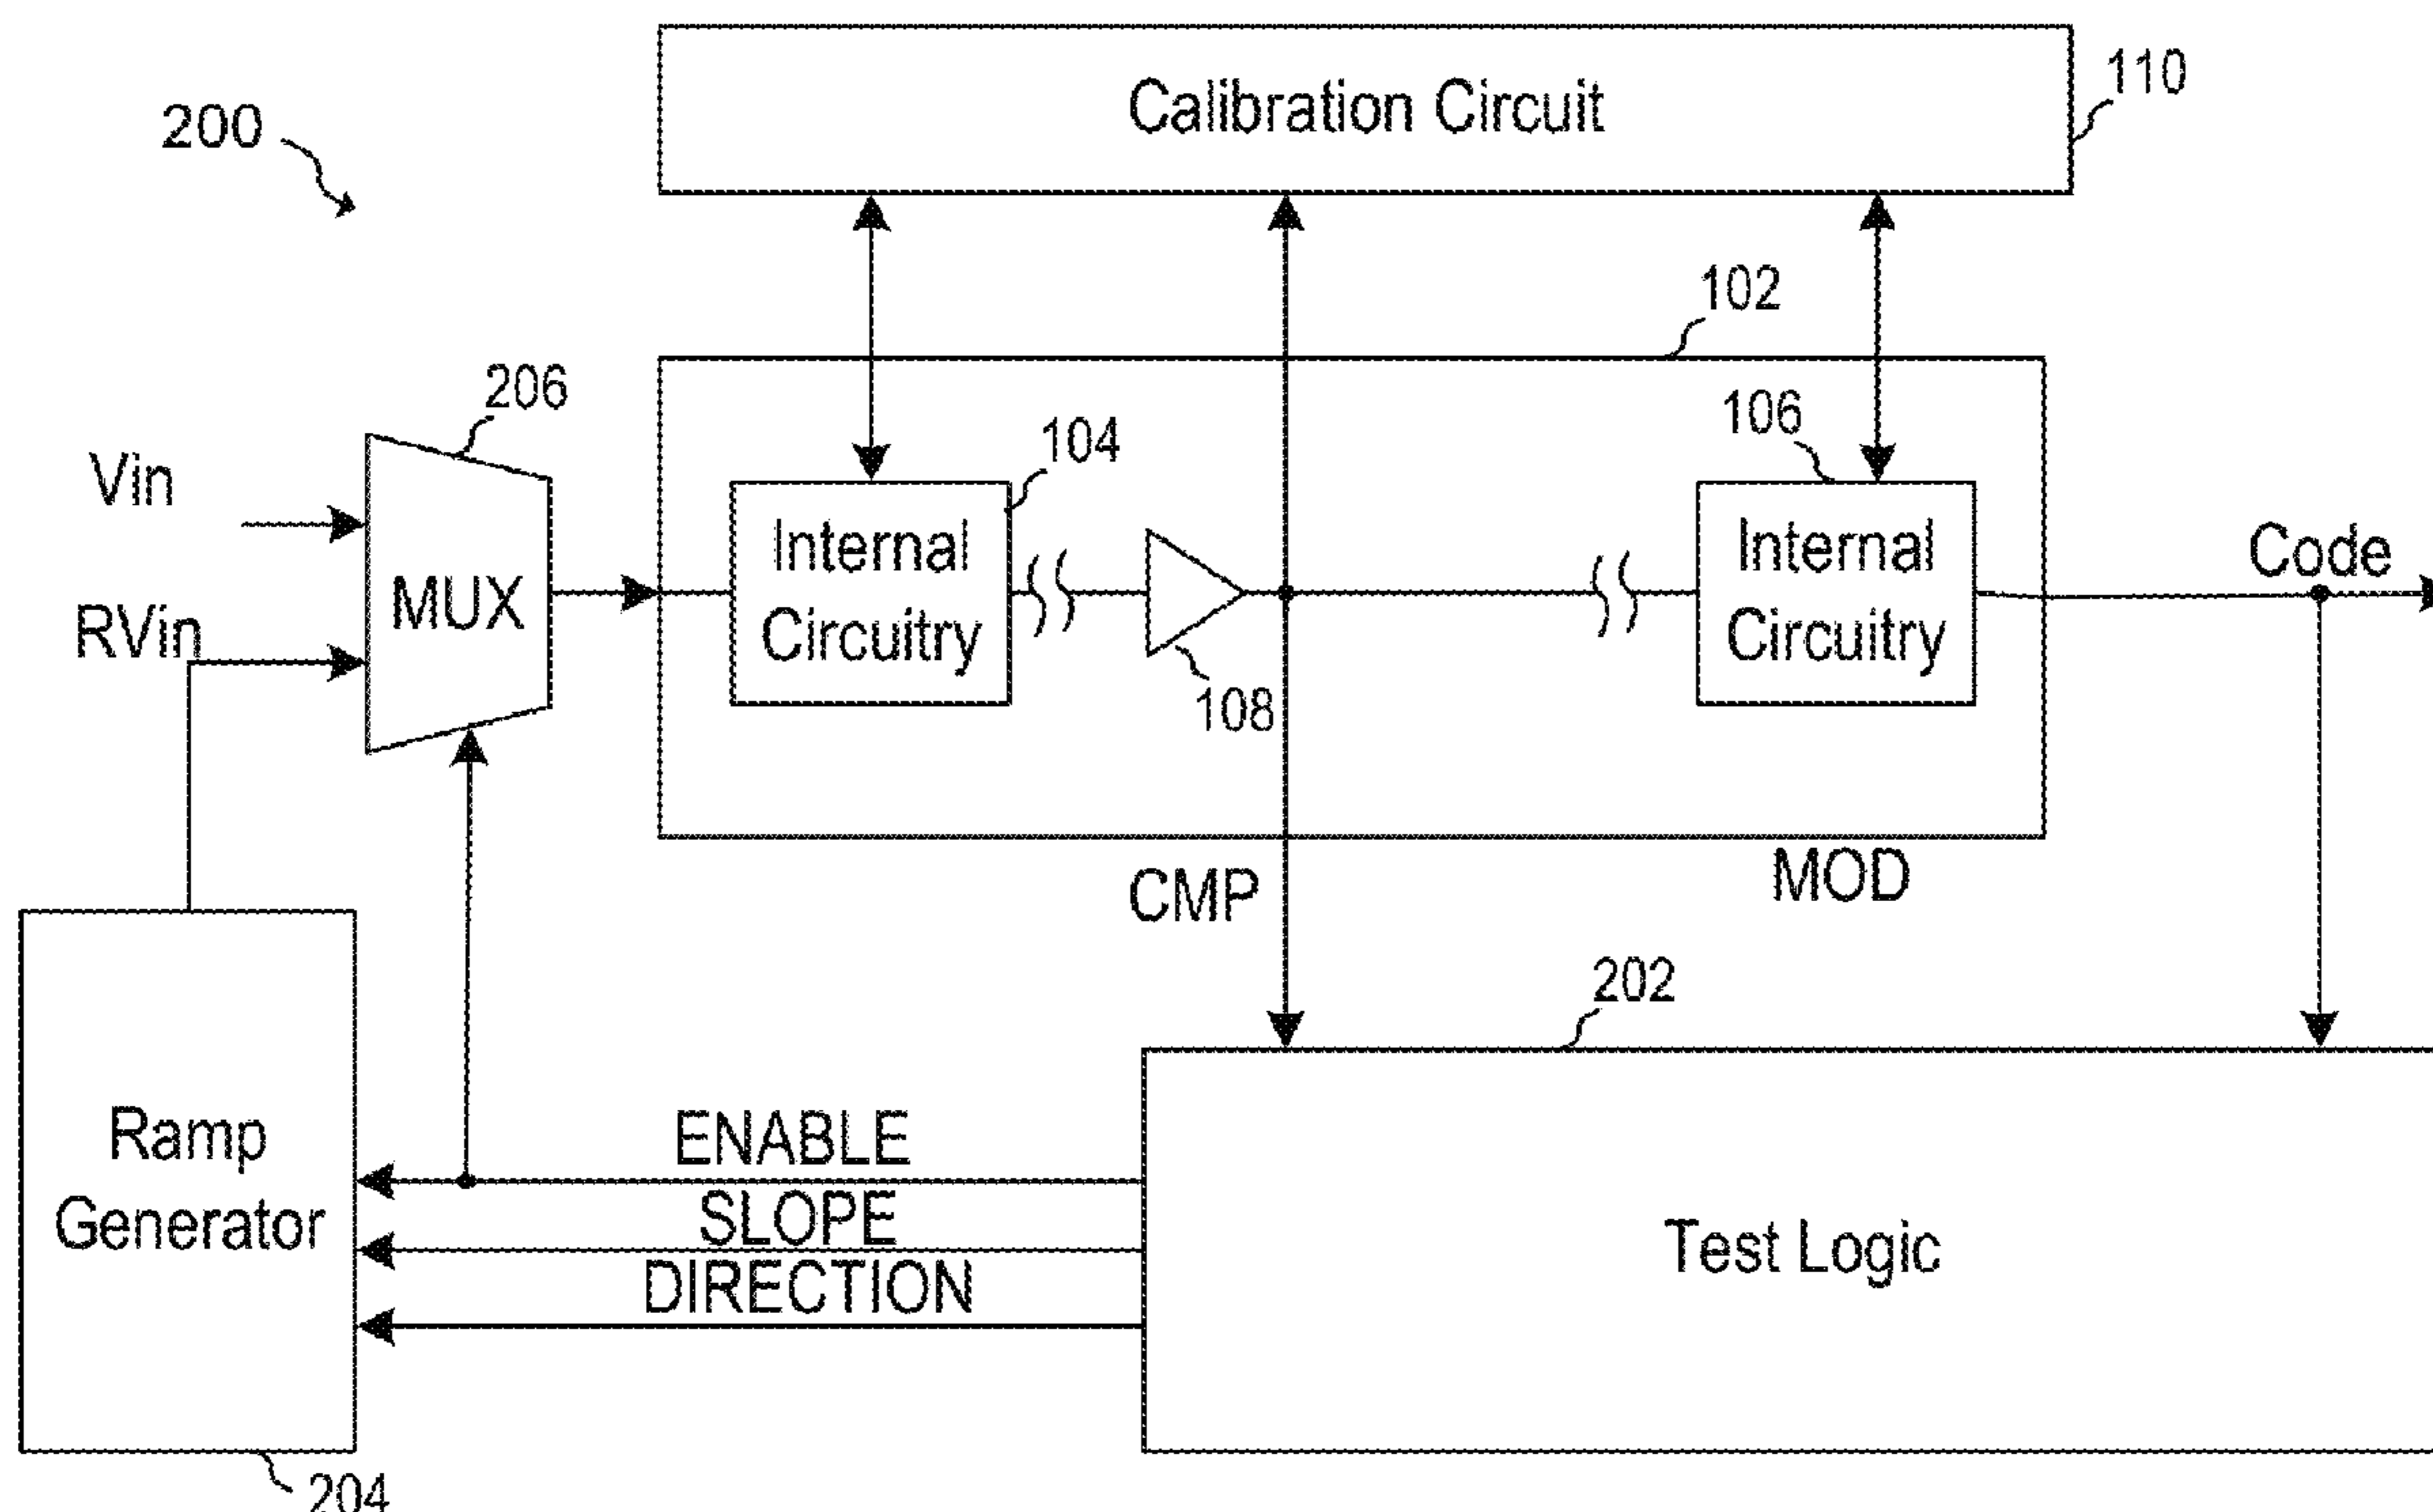 Calibration Circuit
110
200
102
206
104
106
Vin
Internal
Circuitry
Internal
Circuitry
Code
MUX
RVin
108
CMP
MOD
202
Ramp
Generator
ENABLE
SLOPE
DIRECTION
Test Logic
204